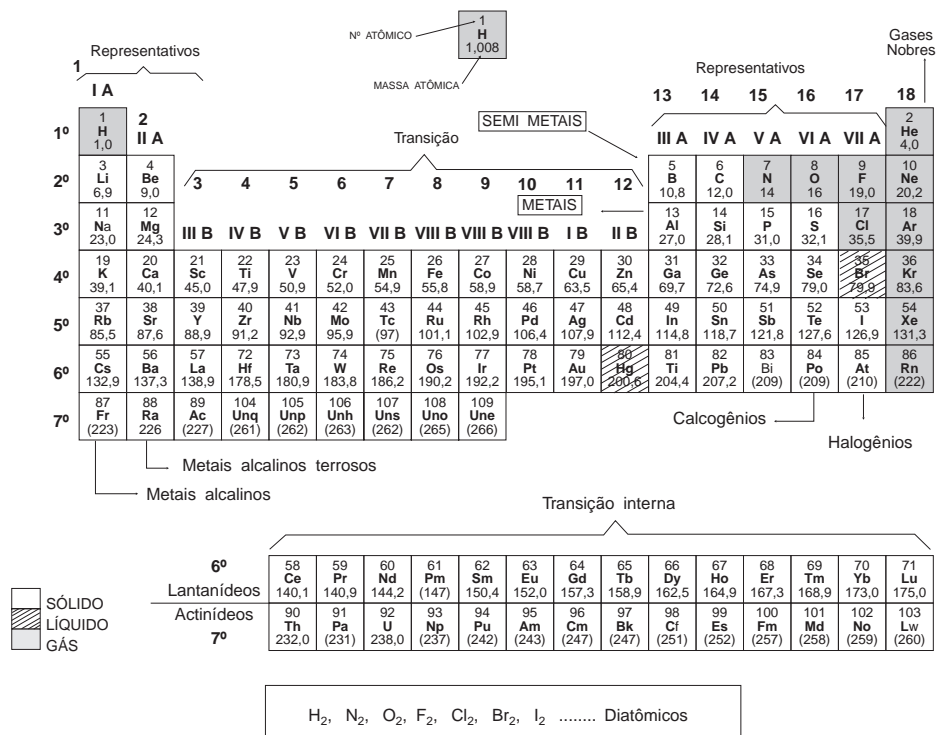 1
H
1,008
Nº ATÔMICO
MASSA ATÔMICA
Gases
Nobres
Representativos
Representativos
1
I A
13 14 15 16 17 18
1º
1
H
1,0
2
II A
Transição
SEMI METAIS
III A IV A V A VI A VII A
2
He
4,0
2º
3 4 5 6 7 8 9 10 11 12
3 4 5 6 7 8 9 10
Li Be B C N O F Ne
6,9 9,0 10,8 12,0 14 16 19,0 20,2
METAIS
3º
III B IV B V B VI B VII B VIII B VIII B VIII B I B II B
11 12 13 14 15 16 17 18
Na Mg Al Si P S Cl Ar
23,0 24,3 27,0 28,1 31,0 32,1 35,5 39,9
4º
19 20 21 22 23 24 25 26 27 28 29 30 31 32 33 34 35 36
K Ca Sc Ti V Cr Mn Fe Co Ni Cu Zn Ga Ge As Se Br Kr
39,1 40,1 45,0 47,9 50,9 52,0 54,9 55,8 58,9 58,7 63,5 65,4 69,7 72,6 74,9 79,0 79,9 83,6
5º
37 38 39 40 41 42 43 44 45 46 47 48 49 50 51 52 53 54
Rb Sr Y Zr Nb Mo Tc Ru Rh Pd Ag Cd In Sn Sb Te I Xe
85,5 87,6 88,9 91,2 92,9 95,9 (97) 101,1 102,9 106,4 107,9 112,4 114,8 118,7 121,8 127,6 126,9 131,3
6º
55 56 57 72 73 74 75 76 77 78 79 80 81 82 83 84 85 86
Cs Ba La Hf Ta W Re Os Ir Pt Au Hg Ti Pb Bi Po At Rn
132,9 137,3 138,9 178,5 180,9 183,8 186,2 190,2 192,2 195,1 197,0 200,6 204,4 207,2 (209) (209) (210) (222)
7º
87 88 89 104 105 106 107 108 109
Fr Ra Ac Unq Unp Unh Uns Uno Une
(223) 226 (227) (261) (262) (263) (262) (265) (266)
Calcogênios
Halogênios
Metais alcalinos terrosos
Metais alcalinos
Transição interna
6º
Lantanídeos
58 59 60 61 62 63 64 65 66 67 68 69 70 71
Ce Pr Nd Pm Sm Eu Gd Tb Dy Ho Er Tm Yb Lu
140,1 140,9 144,2 (147) 150,4 152,0 157,3 158,9 162,5 164,9 167,3 168,9 173,0 175,0
Actinídeos
7º
90 91 92 93 94 95 96 97 98 99 100 101 102 103
Th Pa U Np Pu Am Cm Bk Cf Es Fm Md No Lw
232,0 (231) 238,0 (237) (242) (243) (247) (247) (251) (252) (257) (258) (259) (260)
SÓLIDO
LÍQUIDO
GÁS
H₂, N₂, O₂, F₂, Cl₂, Br₂, I₂ ........ Diatômicos